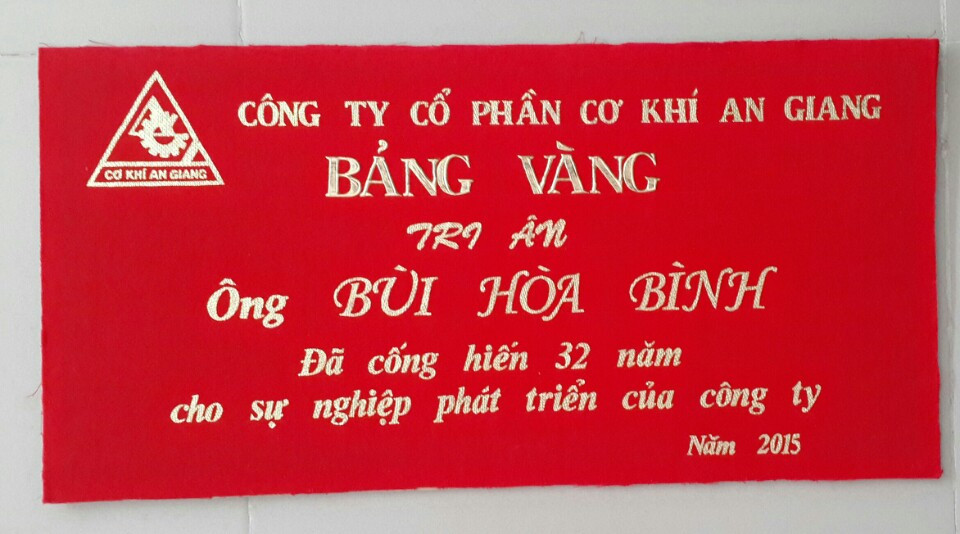 CÔNG TY CỔ PHẦN CƠ KHÍ AN GIANG
CƠ KHÍ AN GIANG
BẢNG VÀNG
TRI ÂN
Ông BÙI HÒA BÌNH
Đã cống hiến 32 năm
cho sự nghiệp phát triển của công ty
Năm 2015